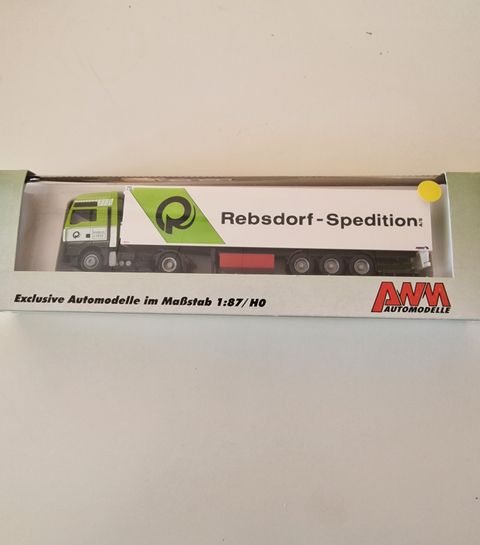 Rebsdorf-Spedition
Exclusive Automodelle im Maßstab 1:87/H0
AWM
AUTOMODELLE